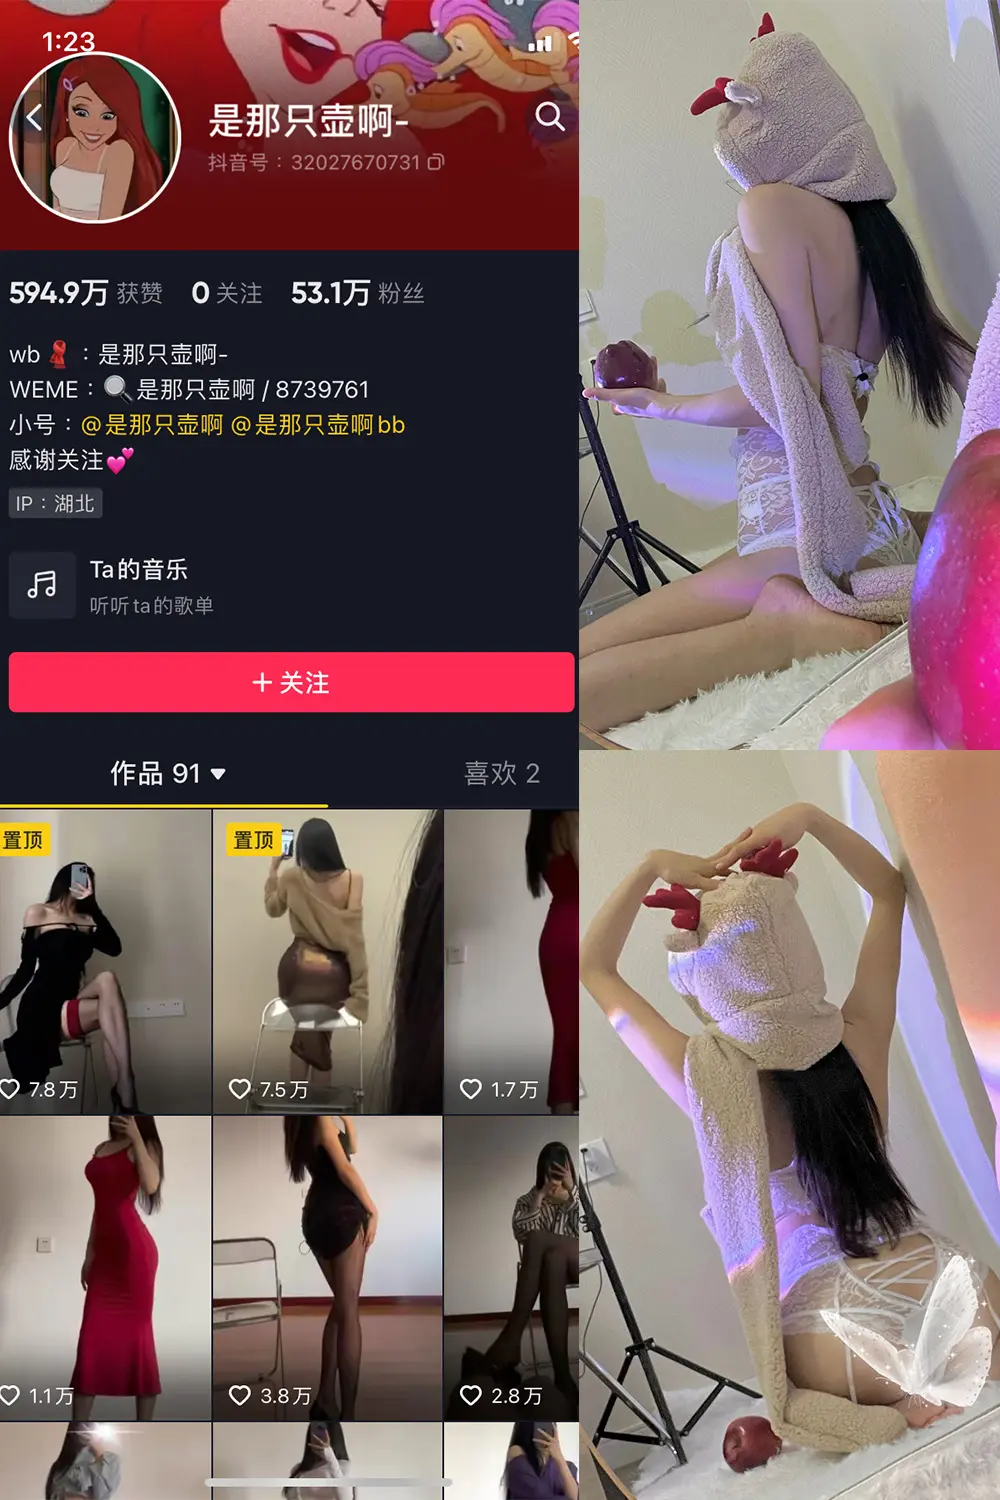 1:23
是那只壶啊-
抖音号：32027670731
594.9万 获赞 0 关注 53.1万 粉丝
wb ：是那只壶啊-
WEME：是那只壶啊 / 8739761
小号：@是那只壶啊 @是那只壶啊bb
感谢关注
IP：湖北
Ta的音乐
听听ta的歌单
+ 关注
作品 91 喜欢 2
置顶 置顶
7.8万 7.5万 1.7万
1.1万 3.8万 2.8万